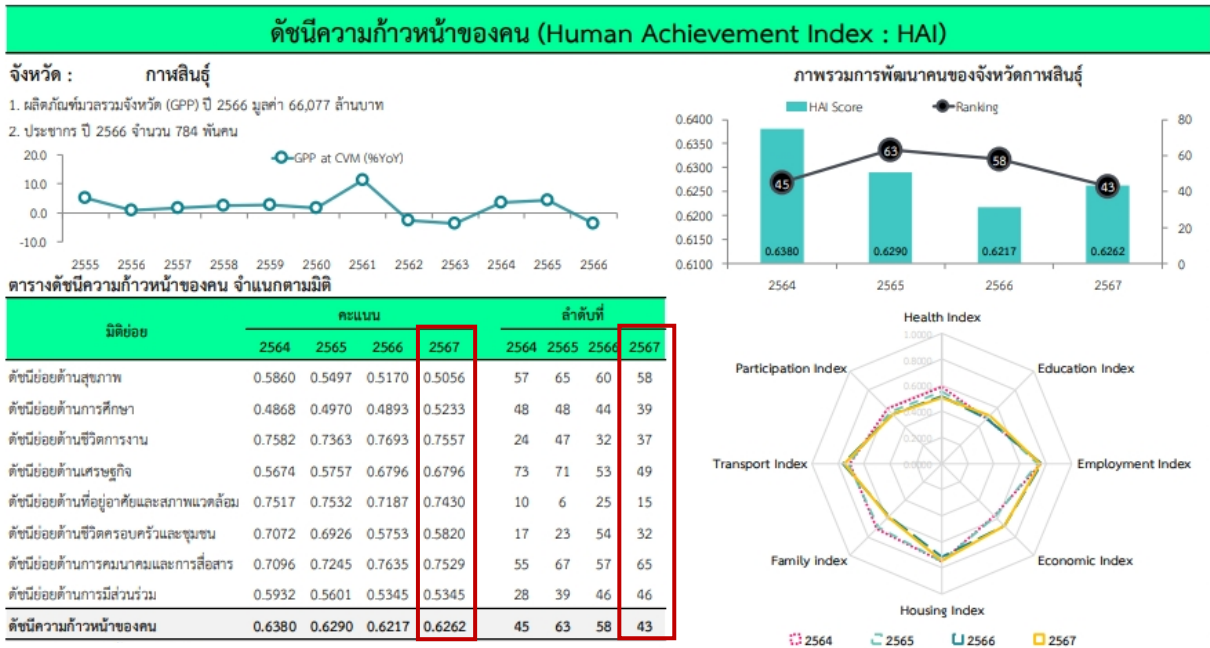 ดัชนีความก้าวหน้าของคน (Human Achievement Index : HAI)
จังหวัด : กาฬสินธุ์
1. ผลิตภัณฑ์มวลรวมจังหวัด (GPP) ปี 2566 มูลค่า 66,077 ล้านบาท
2. ประชากร ปี 2566 จำนวน 784 พันคน
GPP at CVM (%YoY)
20.0
10.0
0.0
-10.0
2555 2556 2557 2558 2559 2560 2561 2562 2563 2564 2565 2566
ภาพรวมการพัฒนาคนของจังหวัดกาฬสินธุ์
HAI Score Ranking
0.6400 80
0.6350
0.6300 60
0.6250 40
0.6200
0.6150 20
0.6100 0
45 63 58 43
0.6380 0.6290 0.6217 0.6262
2564 2565 2566 2567
ตารางดัชนีความก้าวหน้าของคน จำแนกตามมิติ
มิติย่อย คะแนน ลำดับที่
2564 2565 2566 2567 2564 2565 2566 2567
ดัชนีย่อยด้านสุขภาพ 0.5860 0.5497 0.5170 0.5056 57 65 60 58
ดัชนีย่อยด้านการศึกษา 0.4868 0.4970 0.4893 0.5233 48 48 44 39
ดัชนีย่อยด้านชีวิตการงาน 0.7582 0.7363 0.7693 0.7557 24 47 32 37
ดัชนีย่อยด้านเศรษฐกิจ 0.5674 0.5757 0.6796 0.6796 73 71 53 49
ดัชนีย่อยด้านที่อยู่อาศัยและสภาพแวดล้อม 0.7517 0.7532 0.7187 0.7430 10 6 25 15
ดัชนีย่อยด้านชีวิตครอบครัวและชุมชน 0.7072 0.6926 0.5753 0.5820 17 23 54 32
ดัชนีย่อยด้านการคมนาคมและการสื่อสาร 0.7096 0.7245 0.7635 0.7529 55 67 57 65
ดัชนีย่อยด้านการมีส่วนร่วม 0.5932 0.5601 0.5345 0.5345 28 39 46 46
ดัชนีความก้าวหน้าของคน 0.6380 0.6290 0.6217 0.6262 45 63 58 43
Health Index
1.0000
0.8000
Participation Index Education Index
0.6000
0.4000
0.2000
Transport Index 0.0000 Employment Index
Family index Economic Index
Housing Index
2564 2565 2566 2567